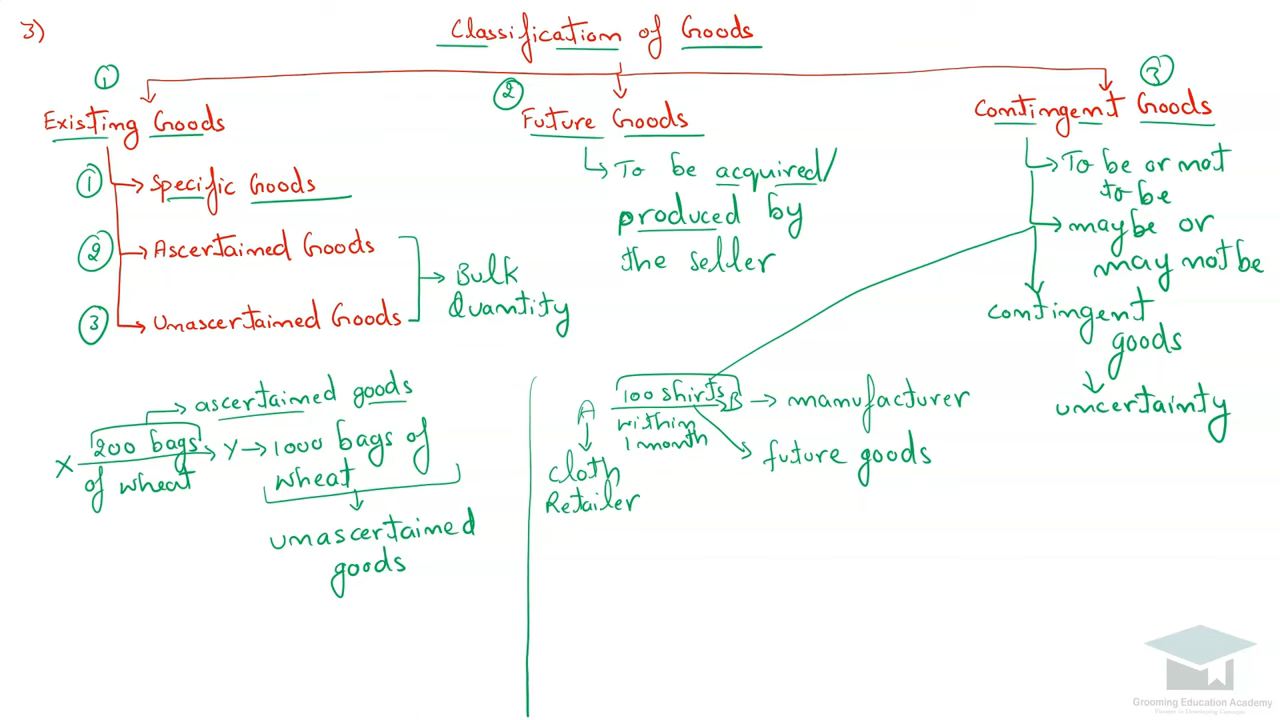 3)
Classification of Goods
①
Existing Goods
① Specific Goods
② Ascertained Goods
③ Unascertained Goods
Bulk
Quantity
②
Future Goods
To be acquired/
produced by
the seller
③
Contingent Goods
To be or not
to be
maybe or
may not be
contingent
goods
uncertainty
ascertained goods
X 200 bags Y 1000 bags of
of wheat wheat
unascertained
goods
A 100 shirts B manufacturer
within
1 month
future goods
cloth
Retailer
Grooming Education Academy